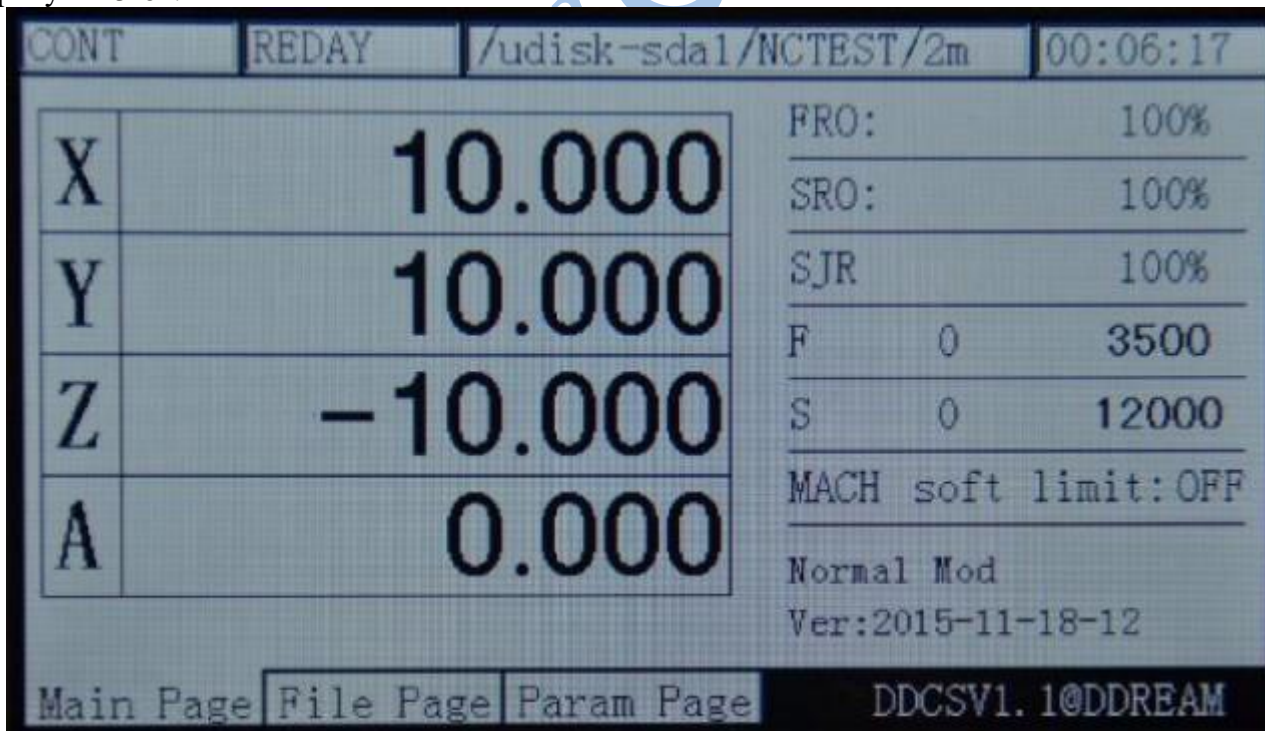 CONT REDAY /udisk-sda1/NCTEST/2m 00:06:17
X 10.000
Y 10.000
Z -10.000
A 0.000
FRO: 100%
SRO: 100%
SJR 100%
F 0 3500
S 0 12000
MACH soft limit:OFF
Normal Mod
Ver:2015-11-18-12
Main Page File Page Param Page DDCSV1.1@DDREAM